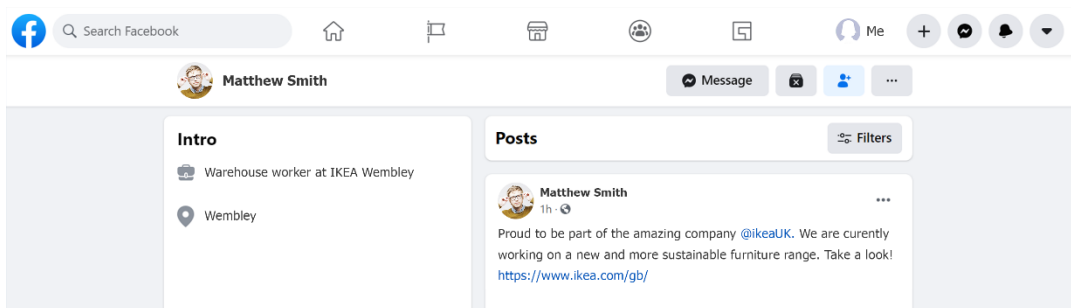 Search Facebook
Me
Matthew Smith
Message
Intro
Warehouse worker at IKEA Wembley
Wembley
Posts
Filters
Matthew Smith
1h ·
Proud to be part of the amazing company @ikeaUK. We are curently
working on a new and more sustainable furniture range. Take a look!
https://www.ikea.com/gb/